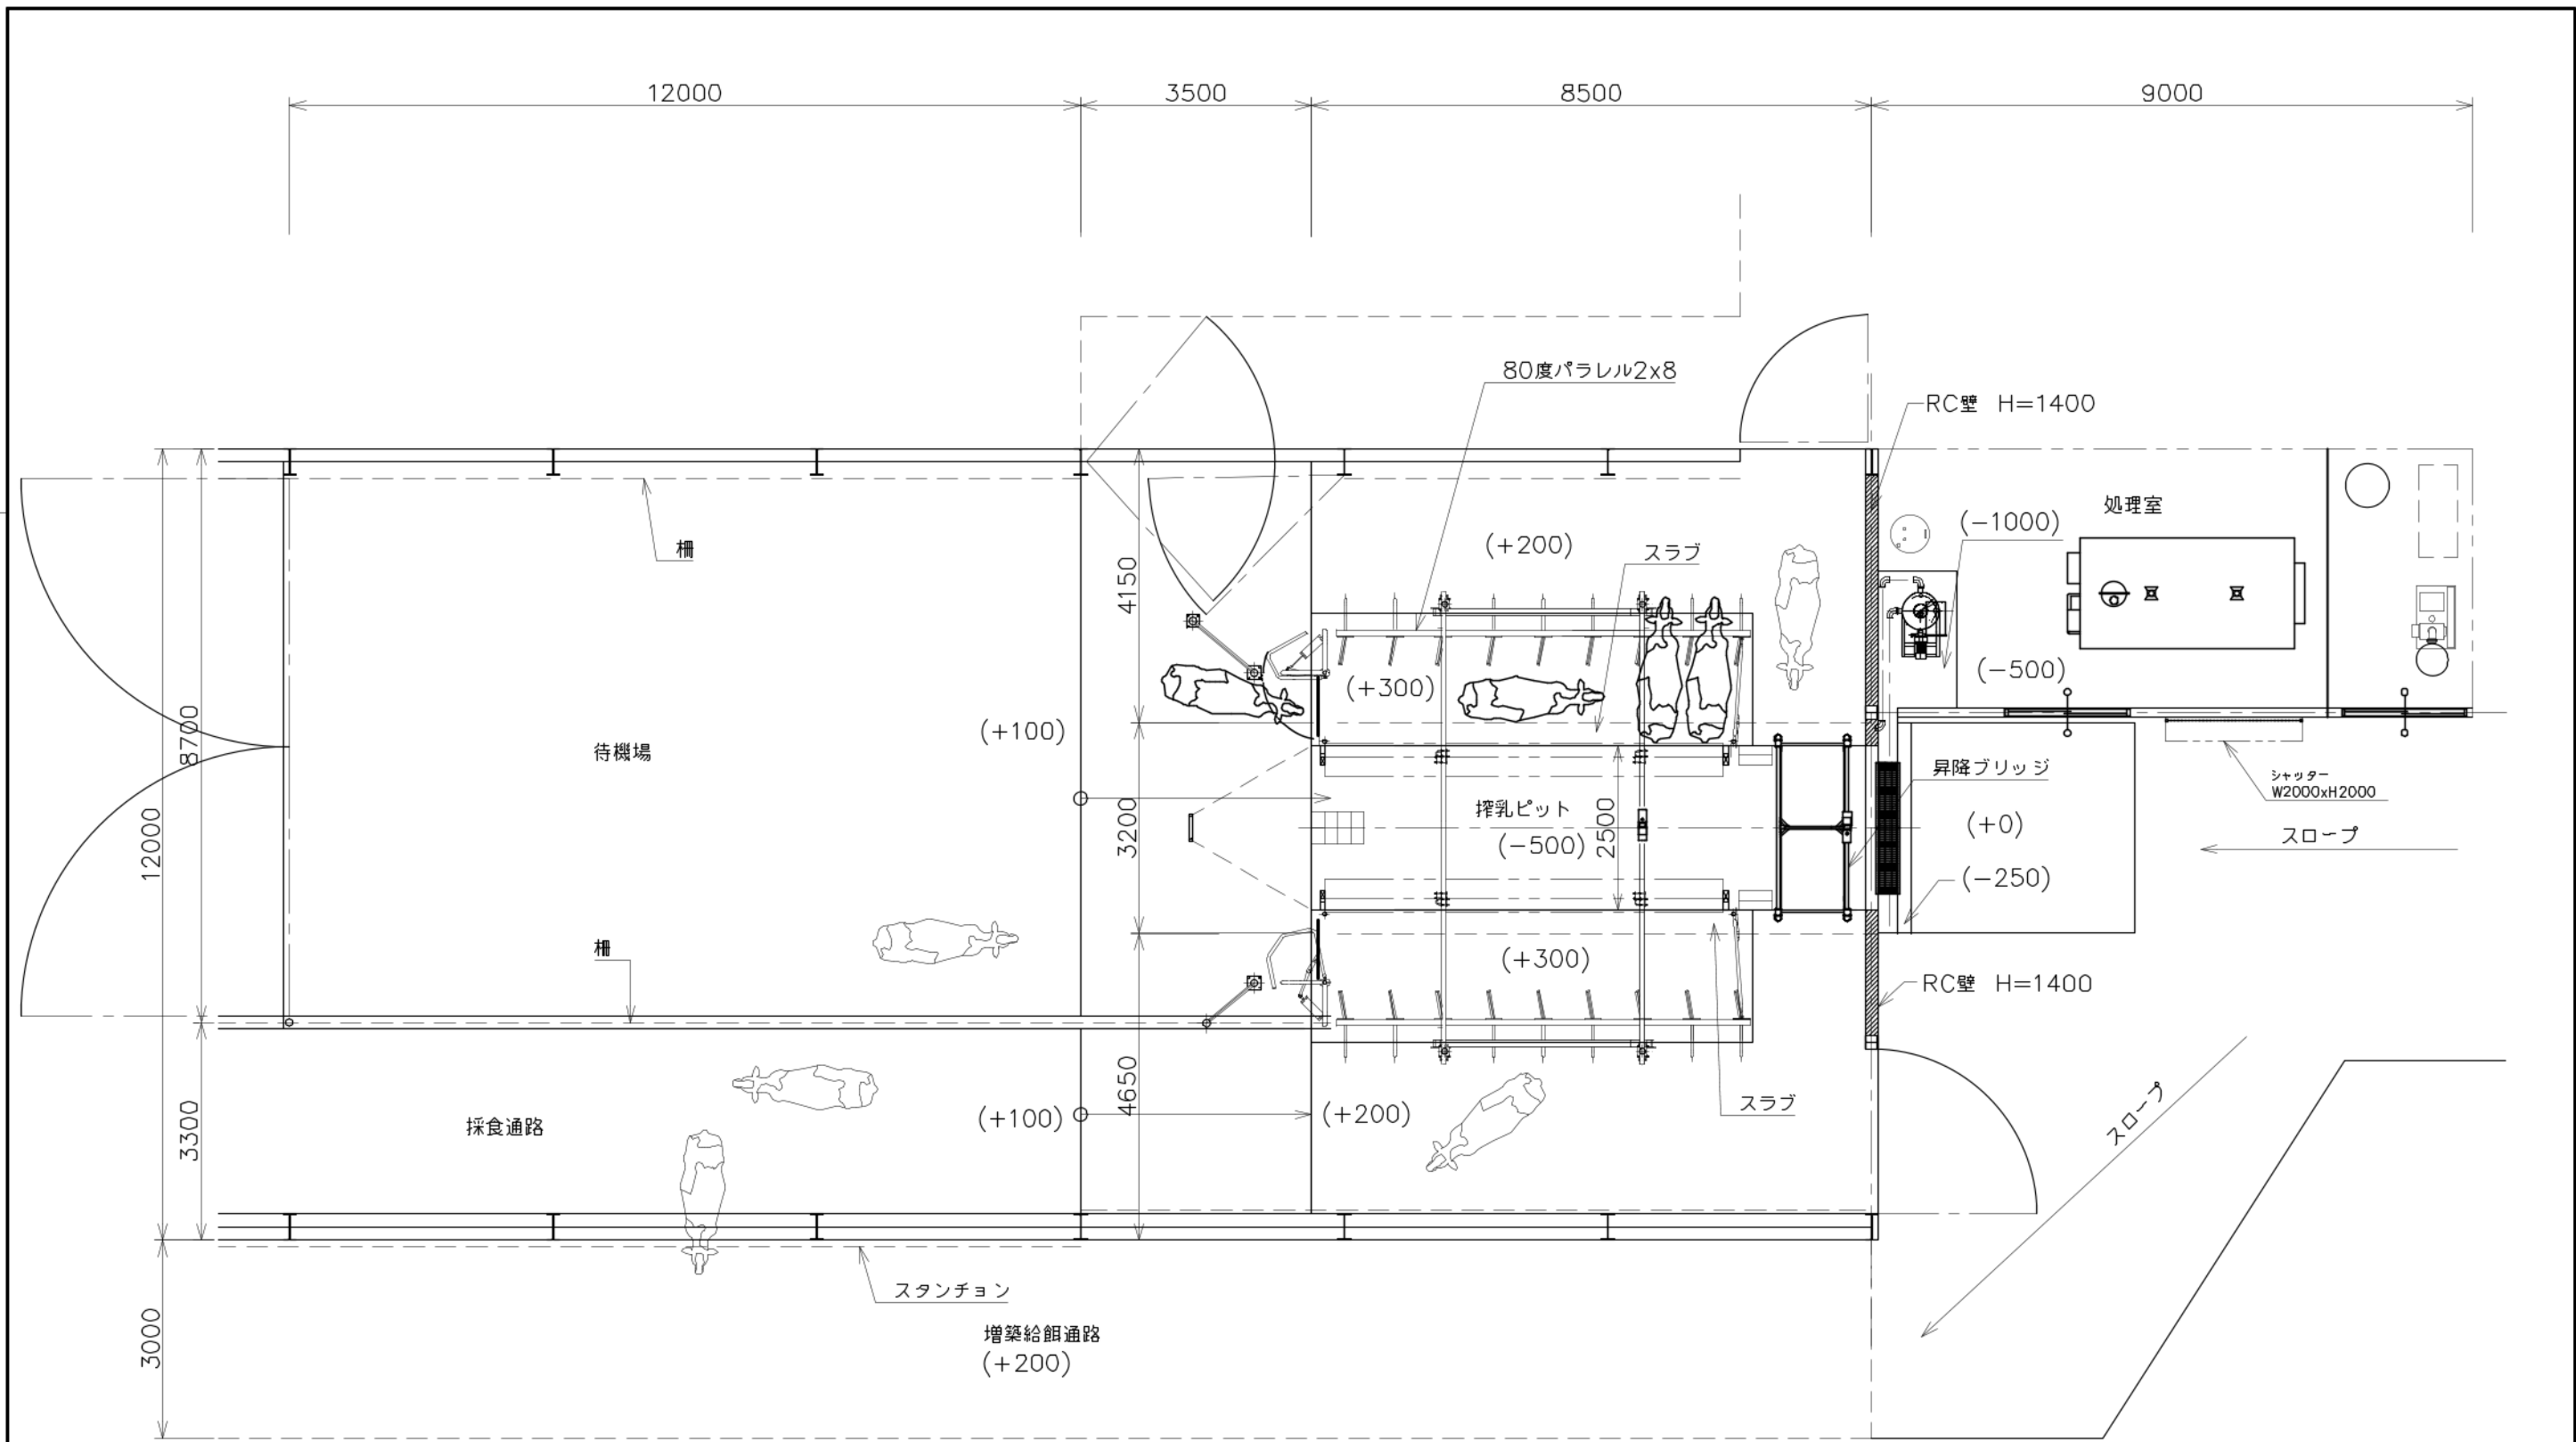 12000
3500
8500
9000
80度パラレル2x8
RC壁 H=1400
処理室
(-1000)
柵
(+200)
スラブ
4150
(-500)
(+300)
8700
(+100)
待機場
昇降ブリッジ
シャッター
W2000xH2000
搾乳ピット
(-500)
2500
3200
12000
(+0)
スロープ
(-250)
柵
(+300)
RC壁 H=1400
4650
スラブ
スロープ
3300
採食通路
(+100)
(+200)
スタンチョン
増築給餌通路
(+200)
3000